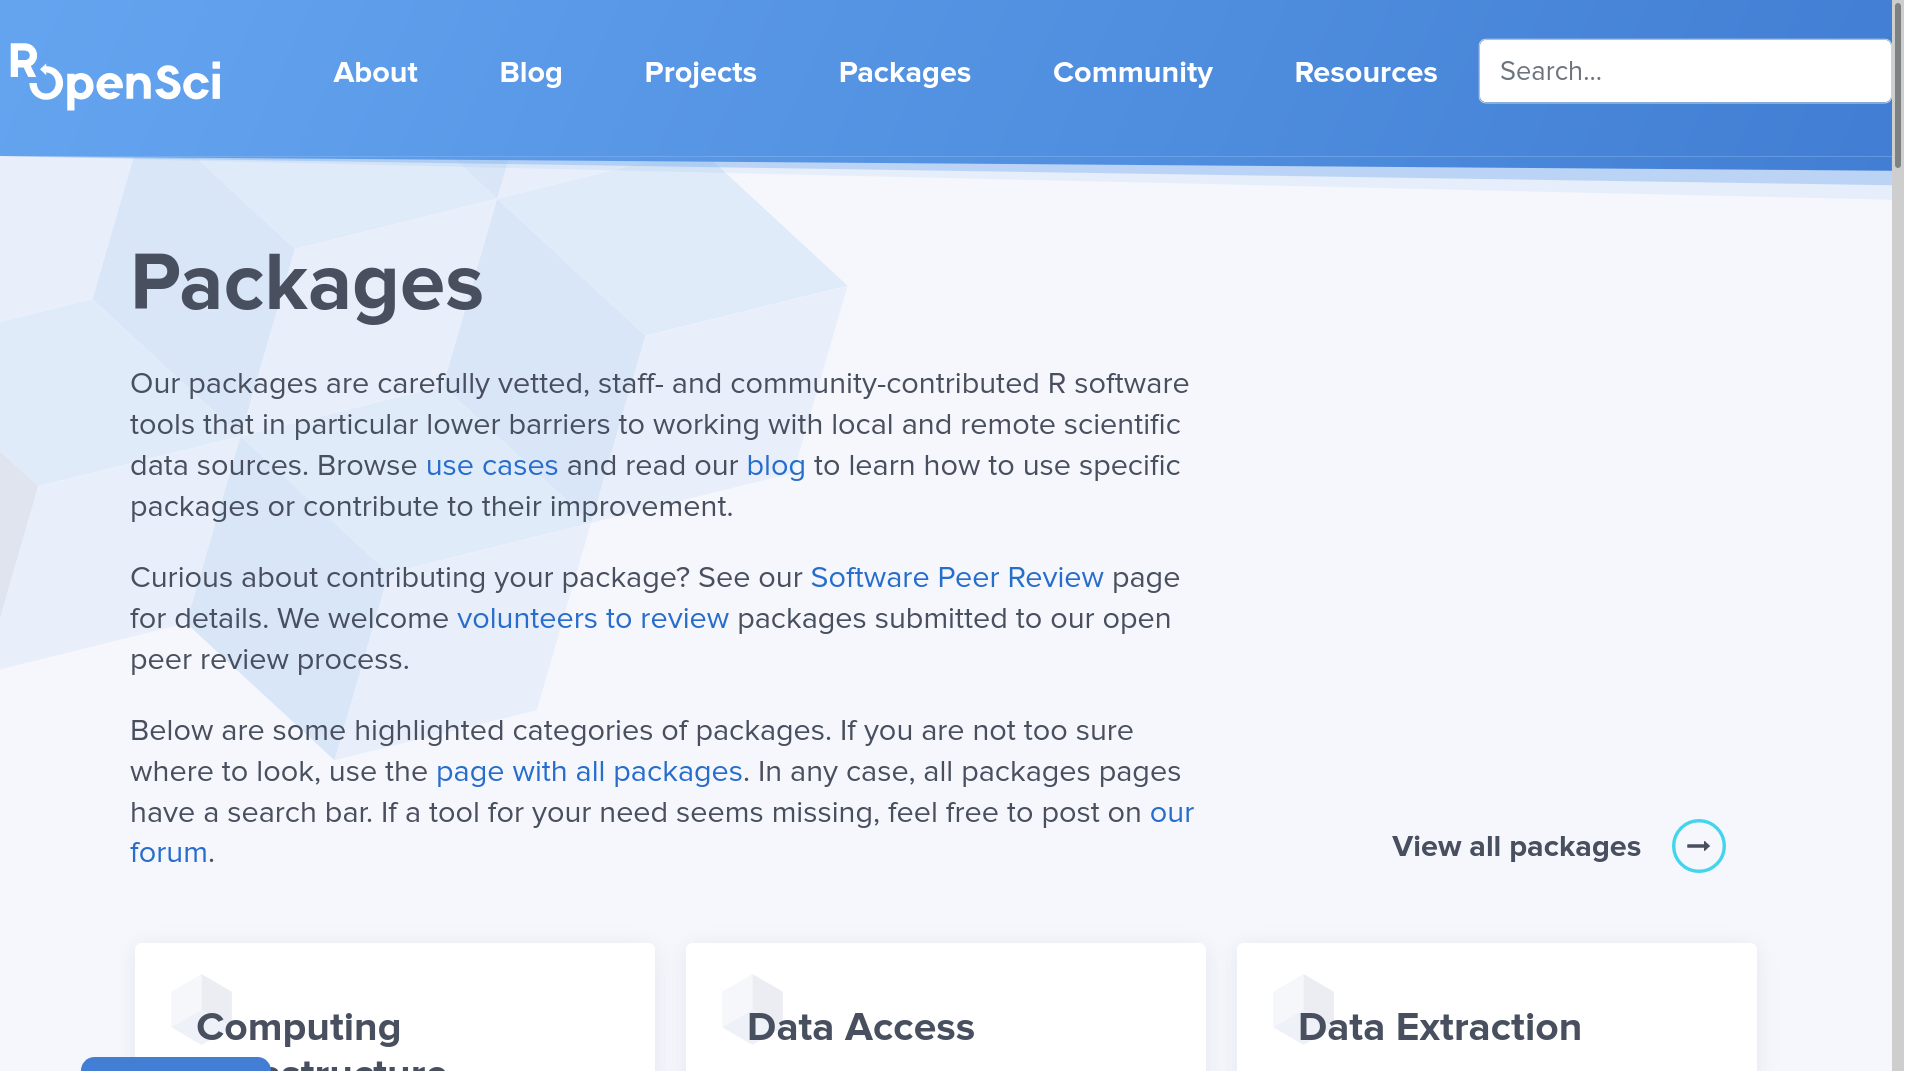 ROpenSci
About
Blog
Projects
Packages
Community
Resources
Search...
Packages
Our packages are carefully vetted, staff- and community-contributed R software
tools that in particular lower barriers to working with local and remote scientific
data sources. Browse use cases and read our blog to learn how to use specific
packages or contribute to their improvement.
Curious about contributing your package? See our Software Peer Review page
for details. We welcome volunteers to review packages submitted to our open
peer review process.
Below are some highlighted categories of packages. If you are not too sure
where to look, use the page with all packages. In any case, all packages pages
have a search bar. If a tool for your need seems missing, feel free to post on our
forum.
View all packages
Computing
Data Access
Data Extraction